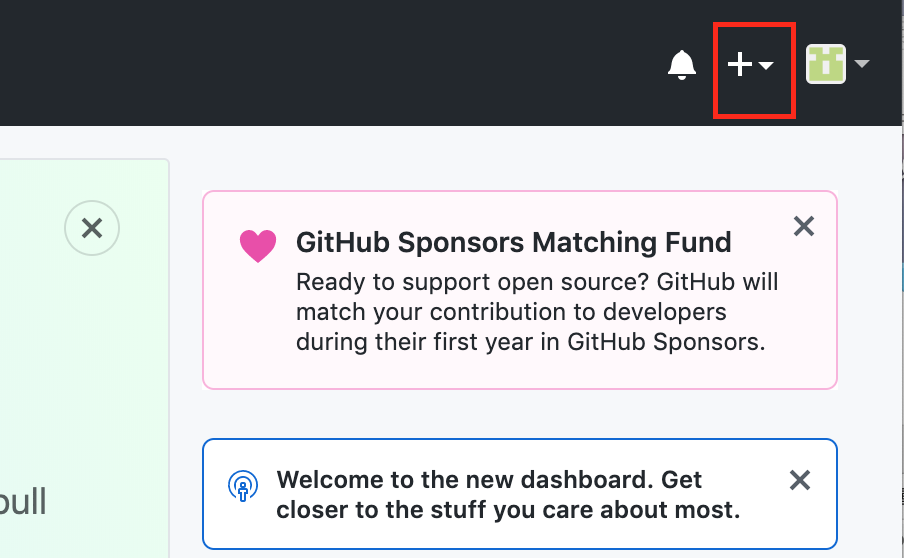 GitHub Sponsors Matching Fund
Ready to support open source? GitHub will
match your contribution to developers
during their first year in GitHub Sponsors.
Welcome to the new dashboard. Get
closer to the stuff you care about most.